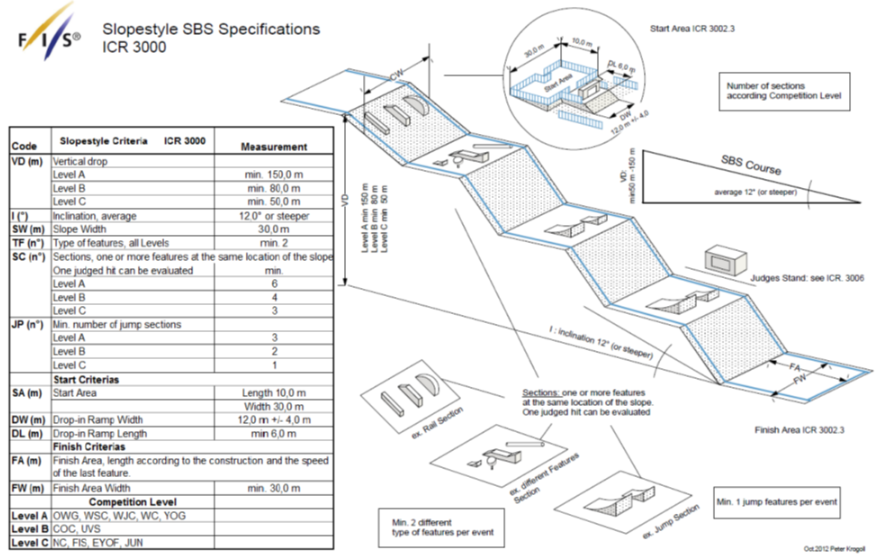 FIS®
Slopestyle SBS Specifications
ICR 3000
Code Slopestyle Criteria ICR 3000 Measurement
VD (m) Vertical drop
Level A min. 150,0 m
Level B min. 80,0 m
Level C min. 50,0 m
I (°) Inclination, average 12.0° or steeper
SW (m) Slope Width 30,0 m
TF (n°) Type of features, all Levels min. 2
SC (n°) Sections, one or more features at the same location of the slope
One judged hit can be evaluated min.
Level A 6
Level B 4
Level C 3
JP (n°) Min. number of jump sections
Level A 3
Level B 2
Level C 1
Start Criterias
SA (m) Start Area Length 10,0 m
Width 30,0 m
DW (m) Drop-in Ramp Width 12,0 m +/- 4,0 m
DL (m) Drop-in Ramp Length min 6,0 m
Finish Criterias
FA (m) Finish Area, length according to the construction and the speed
of the last feature.
FW (m) Finish Area Width min. 30,0 m
Competition Level
Level A OWG, WSC, WJC, WC, YOG
Level B COC, UVS
Level C NC, FIS, EYOF, JUN
CW
30,0 m
10,0 m
DL 6,0 m
Start Area
DW
12,0 m +/- 4,0
Start Area ICR 3002.3
Number of sections
according Competition Level
VD:
min50 m -150 m
SBS Course
average 12° (or steeper)
VD
Level A min 150 m
Level B min 80 m
Level C min 50 m
Judges Stand: see ICR. 3006
I : inclination 12° (or steeper)
FA
FW
Sections: one or more features
at the same location of the slope.
One judged hit can be evaluated
Finish Area ICR 3002.3
ex. Rail Section
ex. different Features
Section
ex. Jump Section
Min. 2 different
type of features per event
Min. 1 jump features per event
Oct.2012 Peter Krogoll